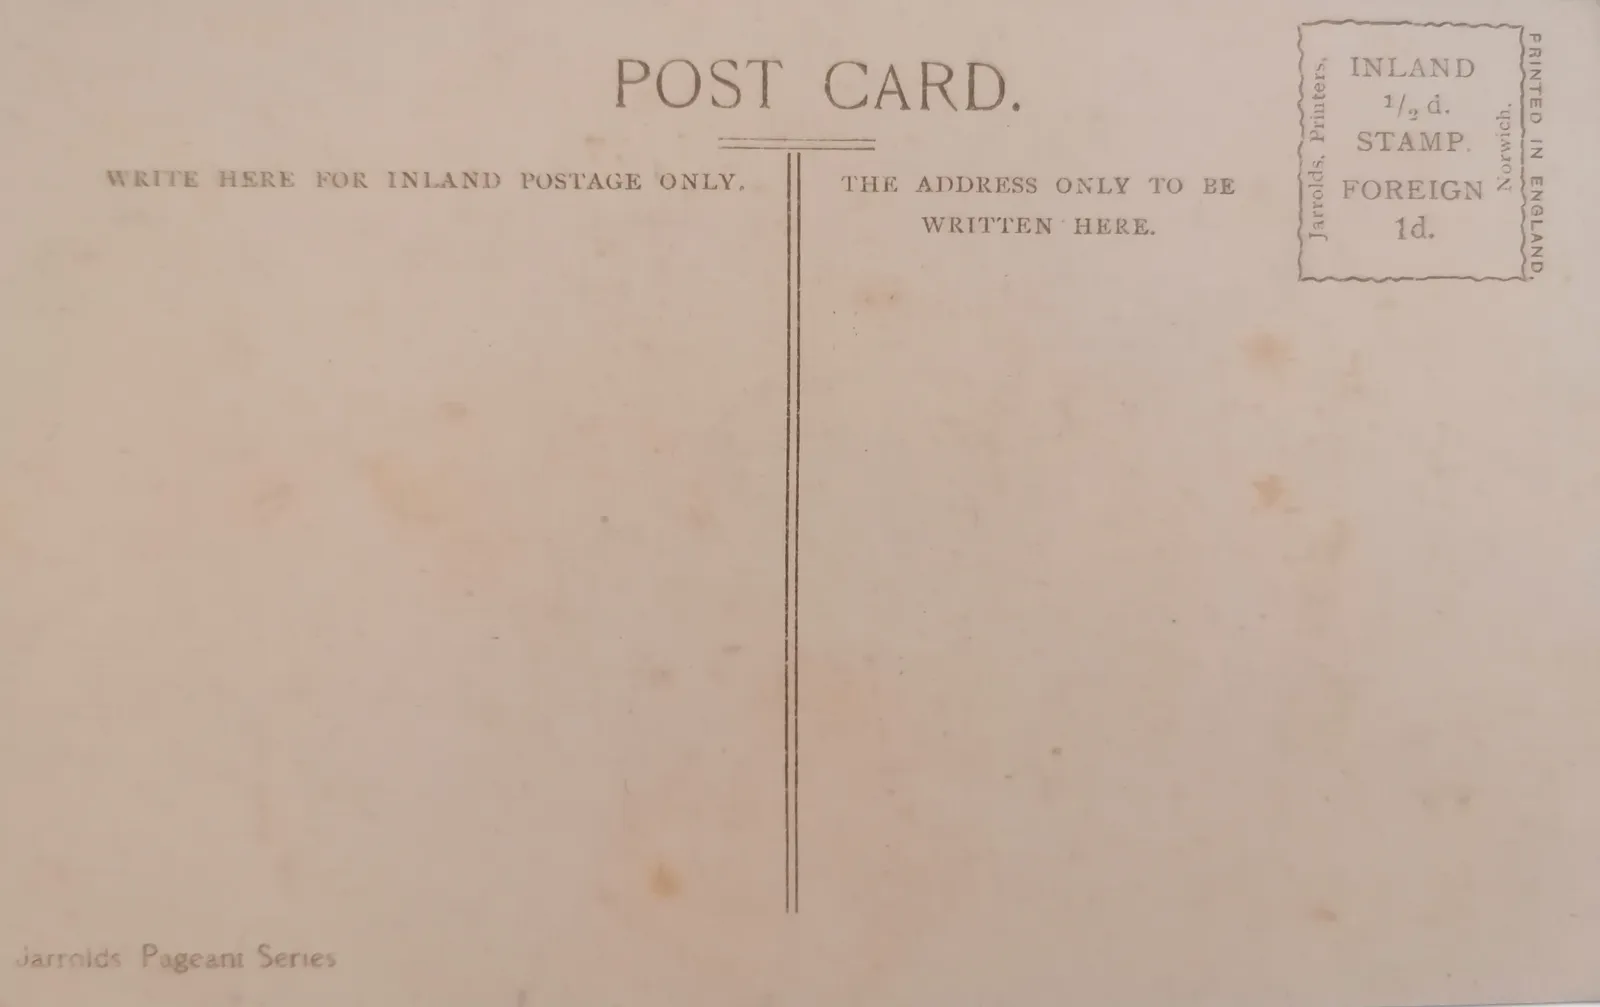 POST CARD.
WRITE HERE FOR INLAND POSTAGE ONLY.
THE ADDRESS ONLY TO BE
WRITTEN HERE.
Jarrolds, Printers,
INLAND
1/2 d.
STAMP.
FOREIGN
1d.
Norwich.
PRINTED IN ENGLAND.
Jarrolds Pageant Series